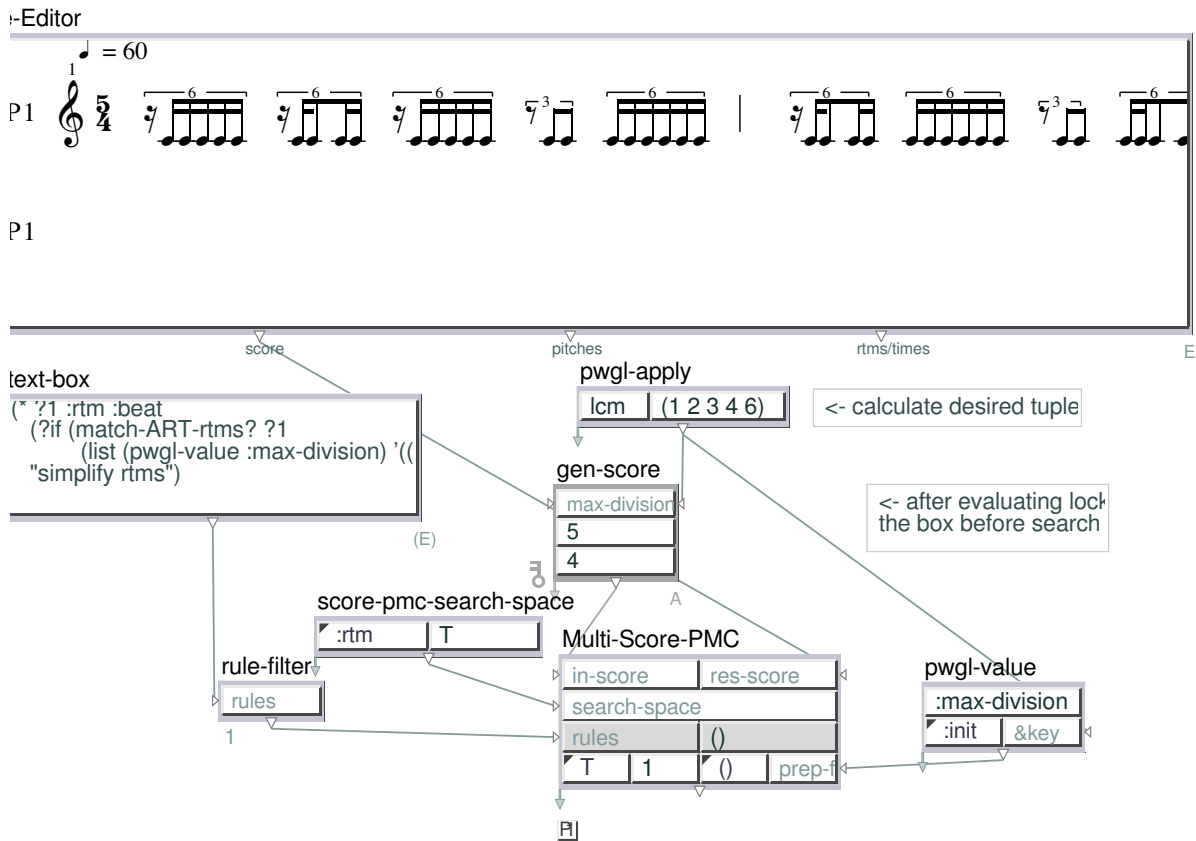 e-Editor
= 60
1
P1
5
4
6
6
6
3
6
6
6
3
6
P1
score
pitches
rtms/times
E
text-box
(* ?1 :rtm :beat
(?if (match-ART-rtms? ?1
(list (pwgl-value :max-division) '((
"simplify rtms")
(E)
pwgl-apply
lcm
(1 2 3 4 6)
<- calculate desired tuple
gen-score
max-division
5
4
A
<- after evaluating lock
the box before search
score-pmc-search-space
:rtm
T
rule-filter
rules
1
Multi-Score-PMC
in-score
res-score
search-space
rules
()
T
1
()
prep-f
pwgl-value
:max-division
:init
&key